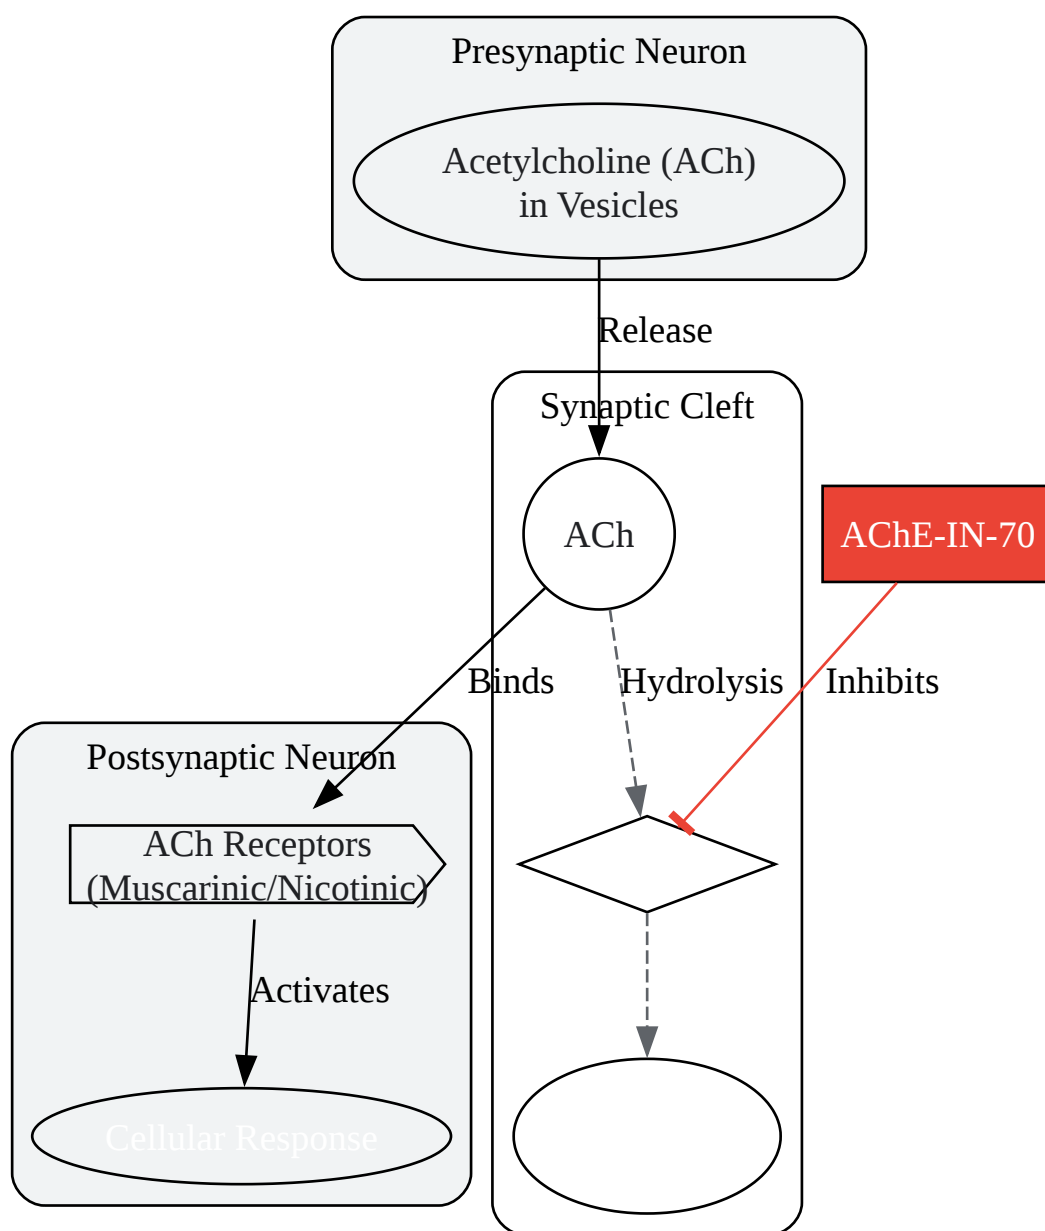 Presynaptic Neuron
Acetylcholine (ACh)
in Vesicles
Release
Synaptic Cleft
ACh
AChE-IN-70
Binds
Hydrolysis
Inhibits
Postsynaptic Neuron
ACh Receptors
(Muscarinic/Nicotinic)
Activates
Cellular Response